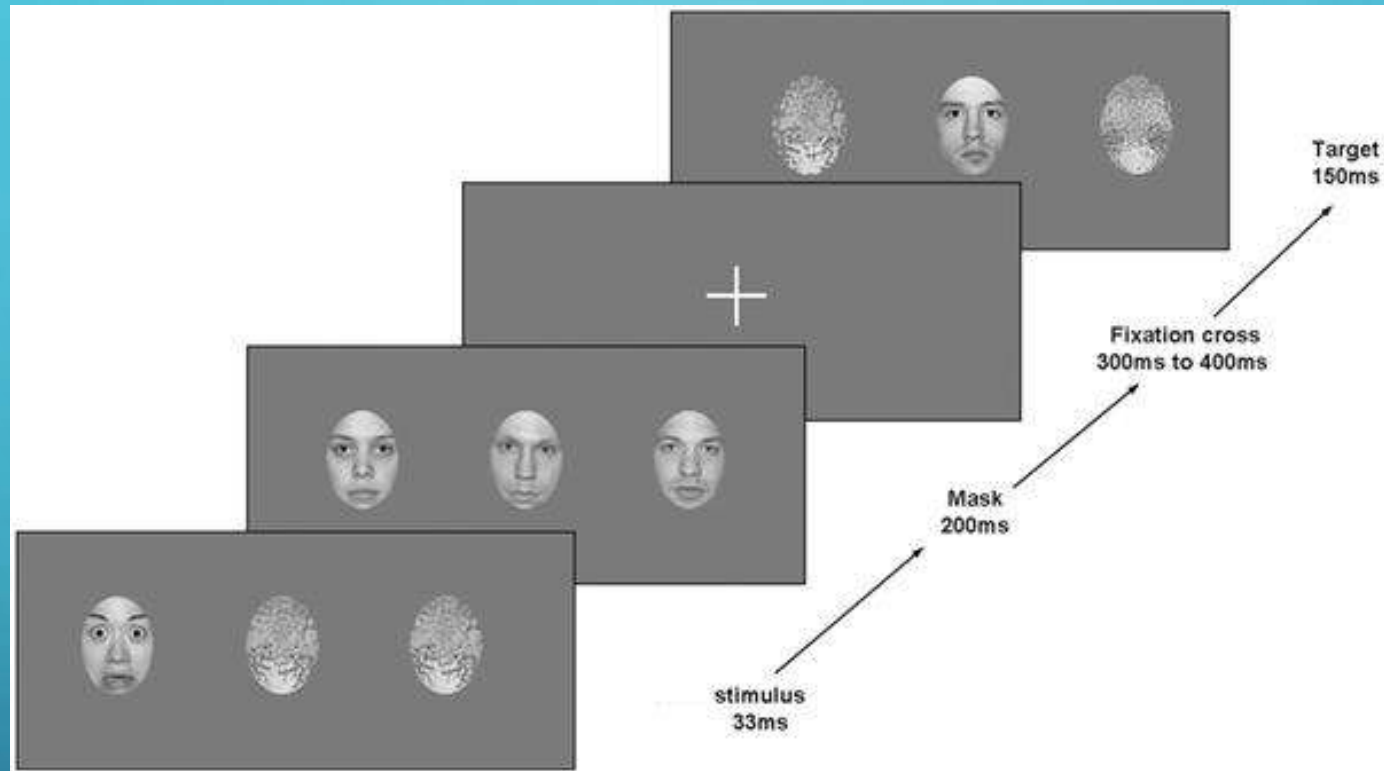 Target
150ms
Fixation cross
300ms to 400ms
Mask
200ms
stimulus
33ms